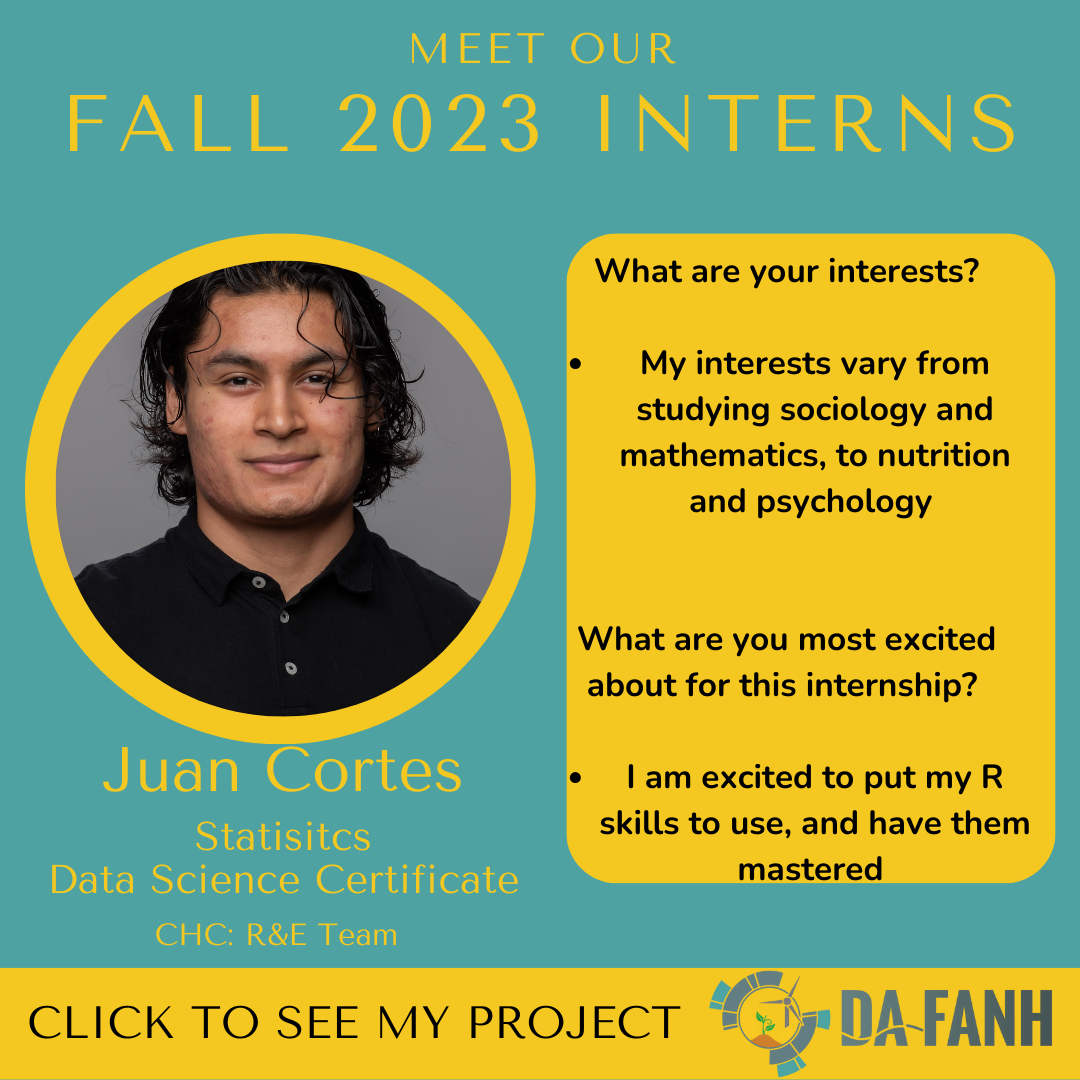 MEET OUR
FALL 2023 INTERNS
What are your interests?
• My interests vary from
studying sociology and
mathematics, to nutrition
and psychology
What are you most excited
about for this internship?
• I am excited to put my R
skills to use, and have them
mastered
Juan Cortes
Statisitcs
Data Science Certificate
CHC: R&E Team
CLICK TO SEE MY PROJECT
DA-FANH